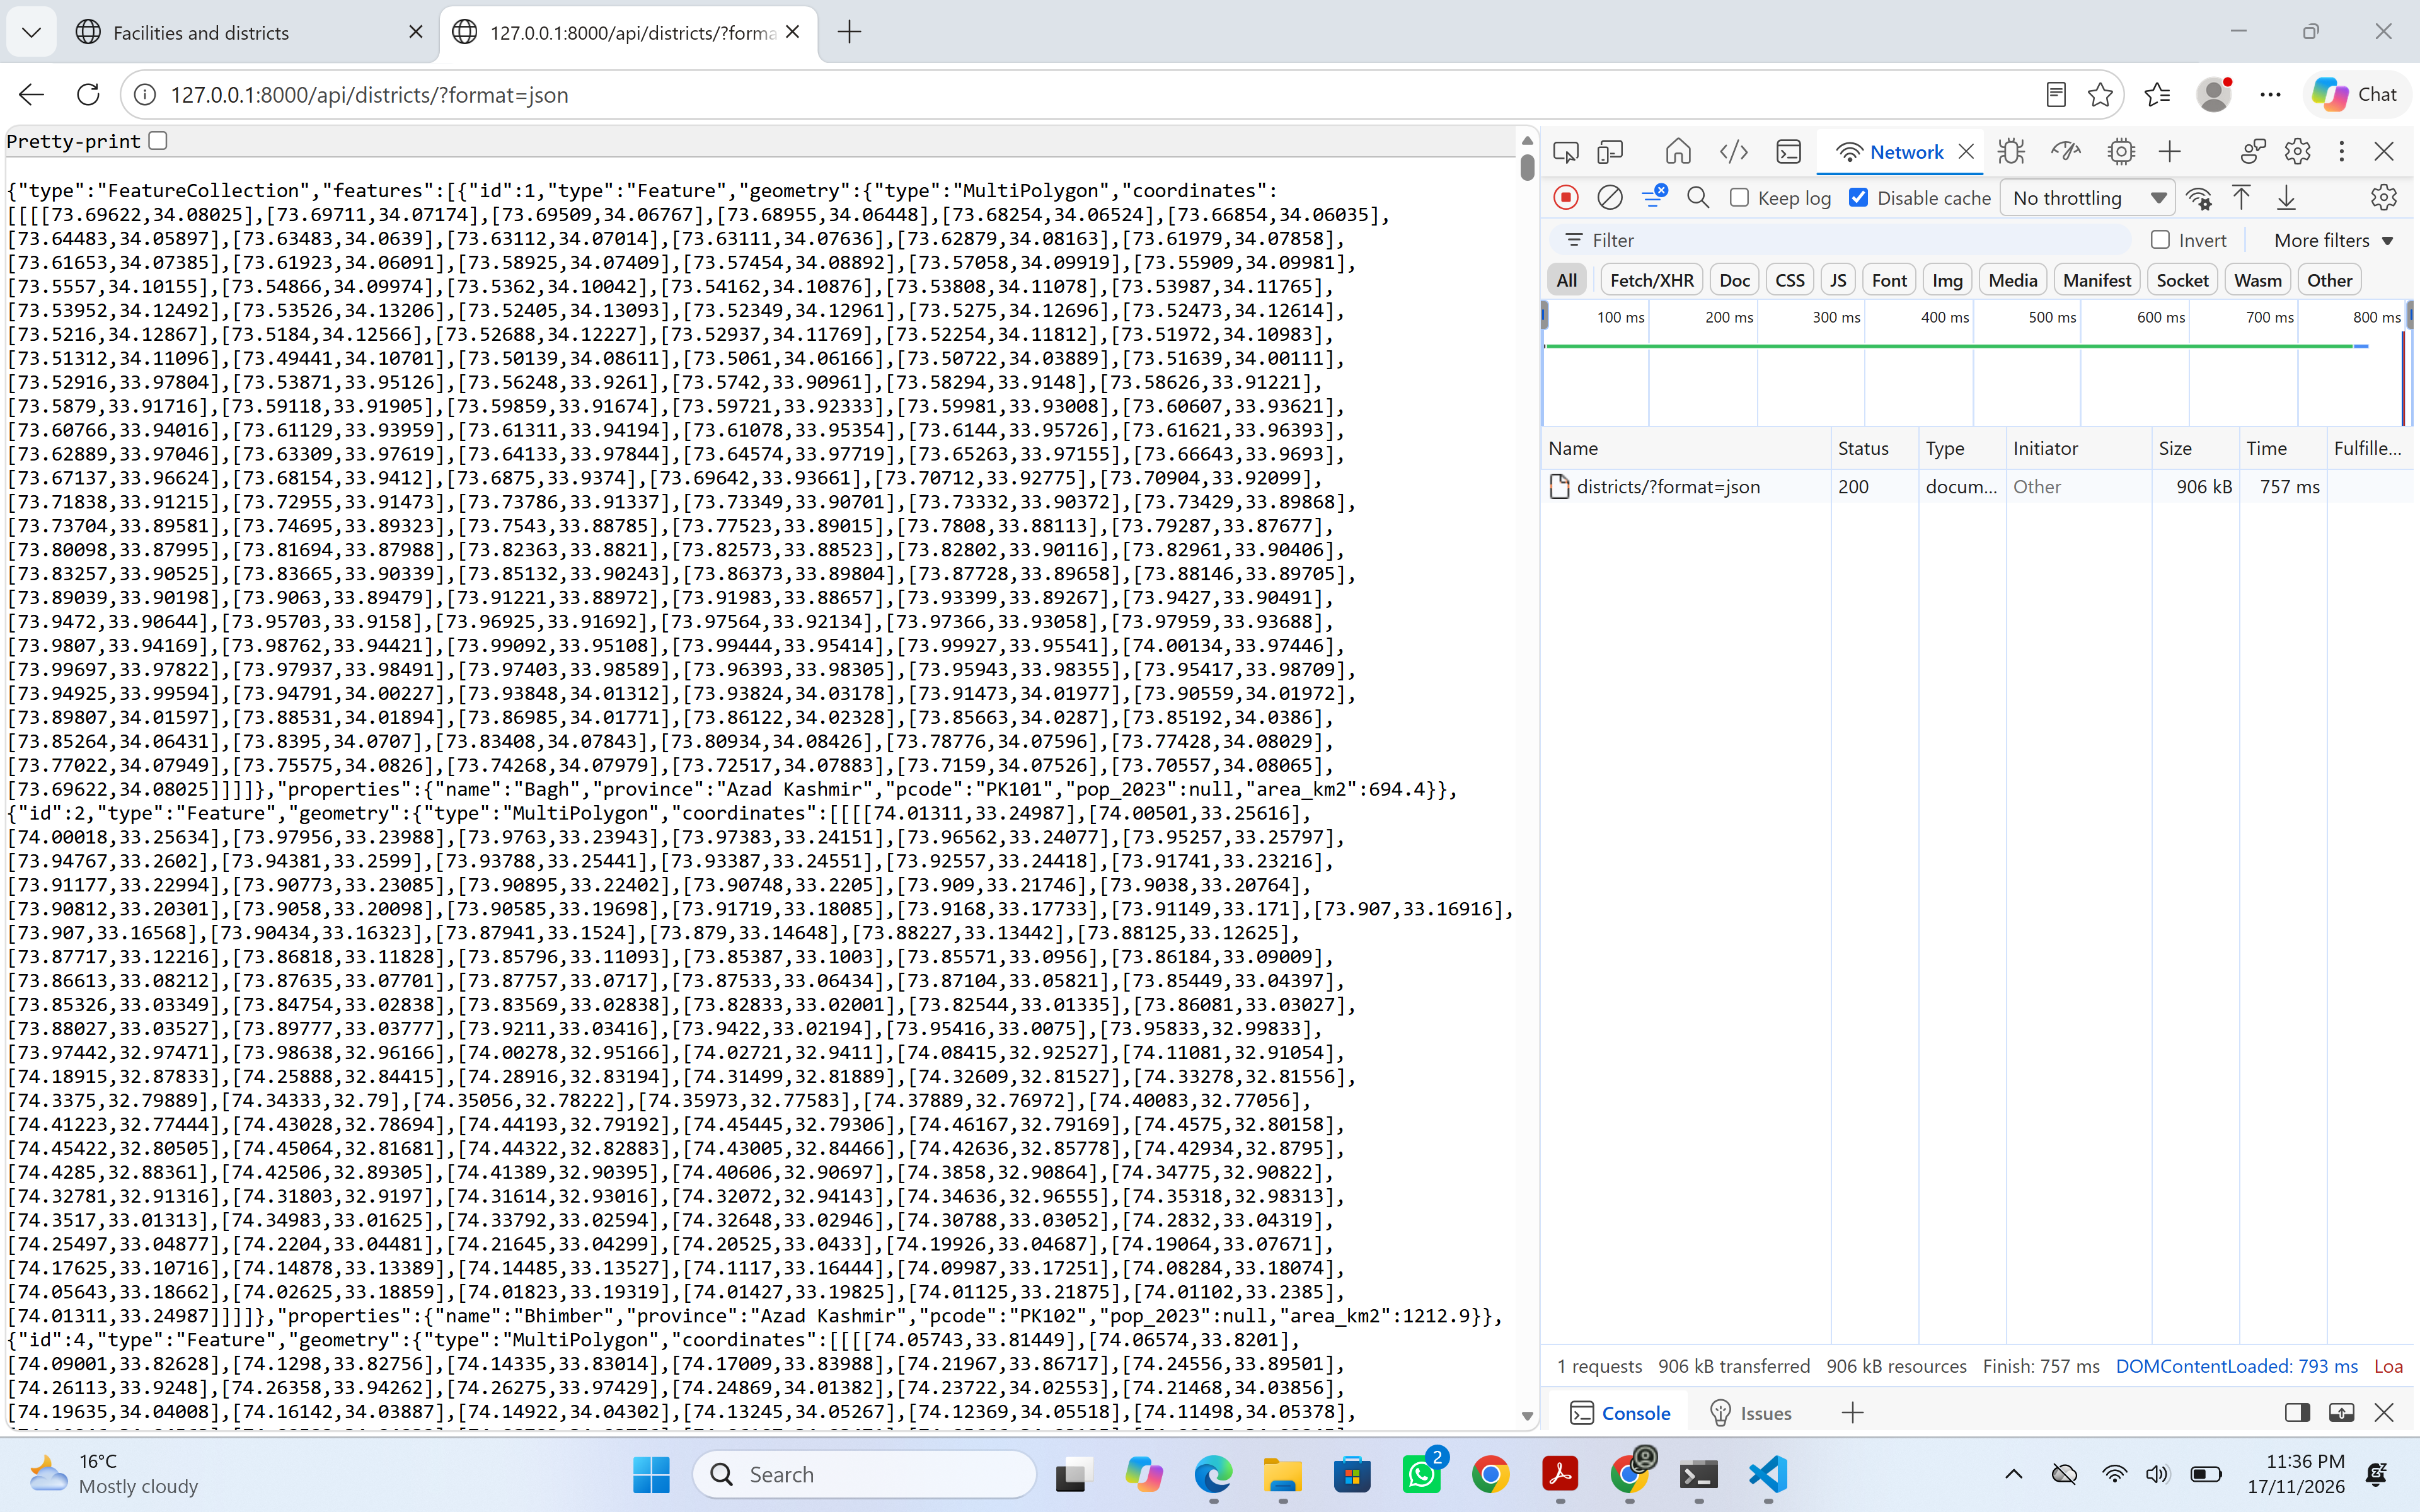 Facilities and districts
127.0.0.1:8000/api/districts/?forma
127.0.0.1:8000/api/districts/?format=json
Chat
Pretty-print
{"type":"FeatureCollection","features":[{"id":1,"type":"Feature","geometry":{"type":"MultiPolygon","coordinates":
[[[[73.69622,34.08025],[73.69711,34.07174],[73.69509,34.06767],[73.68955,34.06448],[73.68254,34.06524],[73.66854,34.06035],
[73.64483,34.05897],[73.63483,34.0639],[73.63112,34.07014],[73.63111,34.07636],[73.62879,34.08163],[73.61979,34.07858],
[73.61653,34.07385],[73.61923,34.06091],[73.58925,34.07409],[73.57454,34.08892],[73.57058,34.09919],[73.55909,34.09981],
[73.5557,34.10155],[73.54866,34.09974],[73.5362,34.10042],[73.54162,34.10876],[73.53808,34.11078],[73.53987,34.11765],
[73.53952,34.12492],[73.53526,34.13206],[73.52405,34.13093],[73.52349,34.12961],[73.5275,34.12696],[73.52473,34.12614],
[73.5216,34.12867],[73.5184,34.12566],[73.52688,34.12227],[73.52937,34.11769],[73.52254,34.11812],[73.51972,34.10983],
[73.51312,34.11096],[73.49441,34.10701],[73.50139,34.08611],[73.5061,34.06166],[73.50722,34.03889],[73.51639,34.00111],
[73.52916,33.97804],[73.53871,33.95126],[73.56248,33.9261],[73.5742,33.90961],[73.58294,33.9148],[73.58626,33.91221],
[73.5879,33.91716],[73.59118,33.91905],[73.59859,33.91674],[73.59721,33.92333],[73.59981,33.93008],[73.60607,33.93621],
[73.60766,33.94016],[73.61129,33.93959],[73.61311,33.94194],[73.61078,33.95354],[73.6144,33.95726],[73.61621,33.96393],
[73.62889,33.97046],[73.63309,33.97619],[73.64133,33.97844],[73.64574,33.97719],[73.65263,33.97155],[73.66643,33.9693],
[73.67137,33.96624],[73.68154,33.9412],[73.6875,33.9374],[73.69642,33.93661],[73.70712,33.92775],[73.70904,33.92099],
[73.71838,33.91215],[73.72955,33.91473],[73.73786,33.91337],[73.73349,33.90701],[73.73332,33.90372],[73.73429,33.89868],
[73.73704,33.89581],[73.74695,33.89323],[73.7543,33.88785],[73.77523,33.89015],[73.7808,33.88113],[73.79287,33.87677],
[73.80098,33.87995],[73.81694,33.87988],[73.82363,33.8821],[73.82573,33.88523],[73.82802,33.90116],[73.82961,33.90406],
[73.83257,33.90525],[73.83665,33.90339],[73.85132,33.90243],[73.86373,33.89804],[73.87728,33.89658],[73.88146,33.89705],
[73.89039,33.90198],[73.9063,33.89479],[73.91221,33.88972],[73.91983,33.88657],[73.93399,33.89267],[73.9427,33.90491],
[73.9472,33.90644],[73.95703,33.9158],[73.96925,33.91692],[73.97564,33.92134],[73.97366,33.93058],[73.97959,33.93688],
[73.9807,33.94169],[73.98762,33.94421],[73.99092,33.95108],[73.99444,33.95414],[73.99927,33.95541],[74.00134,33.97446],
[73.99697,33.97822],[73.97937,33.98491],[73.97403,33.98589],[73.96393,33.98305],[73.95943,33.98355],[73.95417,33.98709],
[73.94925,33.99594],[73.94791,34.00227],[73.93848,34.01312],[73.93824,34.03178],[73.91473,34.01977],[73.90559,34.01972],
[73.89807,34.01597],[73.88531,34.01894],[73.86985,34.01771],[73.86122,34.02328],[73.85663,34.0287],[73.85192,34.0386],
[73.85264,34.06431],[73.8395,34.0707],[73.83408,34.07843],[73.80934,34.08426],[73.78776,34.07596],[73.77428,34.08029],
[73.77022,34.07949],[73.75575,34.0826],[73.74268,34.07979],[73.72517,34.07883],[73.7159,34.07526],[73.70557,34.08065],
[73.69622,34.08025]]]]},"properties":{"name":"Bagh","province":"Azad Kashmir","pcode":"PK101","pop_2023":null,"area_km2":694.4}},
{"id":2,"type":"Feature","geometry":{"type":"MultiPolygon","coordinates":[[[[74.01311,33.24987],[74.00501,33.25616],
[74.00018,33.25634],[73.97956,33.23988],[73.9763,33.23943],[73.97383,33.24151],[73.96562,33.24077],[73.95257,33.25797],
[73.94767,33.2602],[73.94381,33.2599],[73.93788,33.25441],[73.93387,33.24551],[73.92557,33.24418],[73.91741,33.23216],
[73.91177,33.22994],[73.90773,33.23085],[73.90895,33.22402],[73.90748,33.2205],[73.909,33.21746],[73.9038,33.20764],
[73.90812,33.20301],[73.9058,33.20098],[73.90585,33.19698],[73.91719,33.18085],[73.9168,33.17733],[73.91149,33.171],[73.907,33.16916],
[73.907,33.16568],[73.90434,33.16323],[73.87941,33.1524],[73.879,33.14648],[73.88227,33.13442],[73.88125,33.12625],
[73.87717,33.12216],[73.86818,33.11828],[73.85796,33.11093],[73.85387,33.1003],[73.85571,33.0956],[73.86184,33.09009],
[73.86613,33.08212],[73.87635,33.07701],[73.87757,33.0717],[73.87533,33.06434],[73.87104,33.05821],[73.85449,33.04397],
[73.85326,33.03349],[73.84754,33.02838],[73.83569,33.02838],[73.82833,33.02001],[73.82544,33.01335],[73.86081,33.03027],
[73.88027,33.03527],[73.89777,33.03777],[73.9211,33.03416],[73.9422,33.02194],[73.95416,33.0075],[73.95833,32.99833],
[73.97442,32.97471],[73.98638,32.96166],[74.00278,32.95166],[74.02721,32.9411],[74.08415,32.92527],[74.11081,32.91054],
[74.18915,32.87833],[74.25888,32.84415],[74.28916,32.83194],[74.31499,32.81889],[74.32609,32.81527],[74.33278,32.81556],
[74.3375,32.79889],[74.34333,32.79],[74.35056,32.78222],[74.35973,32.77583],[74.37889,32.76972],[74.40083,32.77056],
[74.41223,32.77444],[74.43028,32.78694],[74.44193,32.79192],[74.45445,32.79306],[74.46167,32.79169],[74.4575,32.80158],
[74.45422,32.80505],[74.45064,32.81681],[74.44322,32.82883],[74.43005,32.84466],[74.42636,32.85778],[74.42934,32.8795],
[74.4285,32.88361],[74.42506,32.89305],[74.41389,32.90395],[74.40606,32.90697],[74.3858,32.90864],[74.34775,32.90822],
[74.32781,32.91316],[74.31803,32.9197],[74.31614,32.93016],[74.32072,32.94143],[74.34636,32.96555],[74.35318,32.98313],
[74.3517,33.01313],[74.34983,33.01625],[74.33792,33.02594],[74.32648,33.02946],[74.30788,33.03052],[74.2832,33.04319],
[74.25497,33.04877],[74.2204,33.04481],[74.21645,33.04299],[74.20525,33.0433],[74.19926,33.04687],[74.19064,33.07671],
[74.17625,33.10716],[74.14878,33.13389],[74.14485,33.13527],[74.1117,33.16444],[74.09987,33.17251],[74.08284,33.18074],
[74.05643,33.18662],[74.02625,33.18859],[74.01823,33.19319],[74.01427,33.19825],[74.01125,33.21875],[74.01102,33.2385],
[74.01311,33.24987]]]]},"properties":{"name":"Bhimber","province":"Azad Kashmir","pcode":"PK102","pop_2023":null,"area_km2":1212.9}},
{"id":4,"type":"Feature","geometry":{"type":"MultiPolygon","coordinates":[[[[74.05743,33.81449],[74.06574,33.8201],
[74.09001,33.82628],[74.1298,33.82756],[74.14335,33.83014],[74.17009,33.83988],[74.21967,33.86717],[74.24556,33.89501],
[74.26113,33.9248],[74.26358,33.94262],[74.26275,33.97429],[74.24869,34.01382],[74.23722,34.02553],[74.21468,34.03856],
[74.19635,34.04008],[74.16142,34.03887],[74.14922,34.04302],[74.13245,34.05267],[74.12369,34.05518],[74.11498,34.05378],
Network
Keep log
Disable cache
No throttling
Filter
Invert
More filters
All
Fetch/XHR
Doc
CSS
JS
Font
Img
Media
Manifest
Socket
Wasm
Other
100 ms
200 ms
300 ms
400 ms
500 ms
600 ms
700 ms
800 ms
Name
Status
Type
Initiator
Size
Time
Fulfille...
districts/?format=json
200
docum...
Other
906 kB
757 ms
1 requests
906 kB transferred
906 kB resources
Finish: 757 ms
DOMContentLoaded: 793 ms
Loa
Console
Issues
16°C
Mostly cloudy
Search
2
11:36 PM
17/11/2026